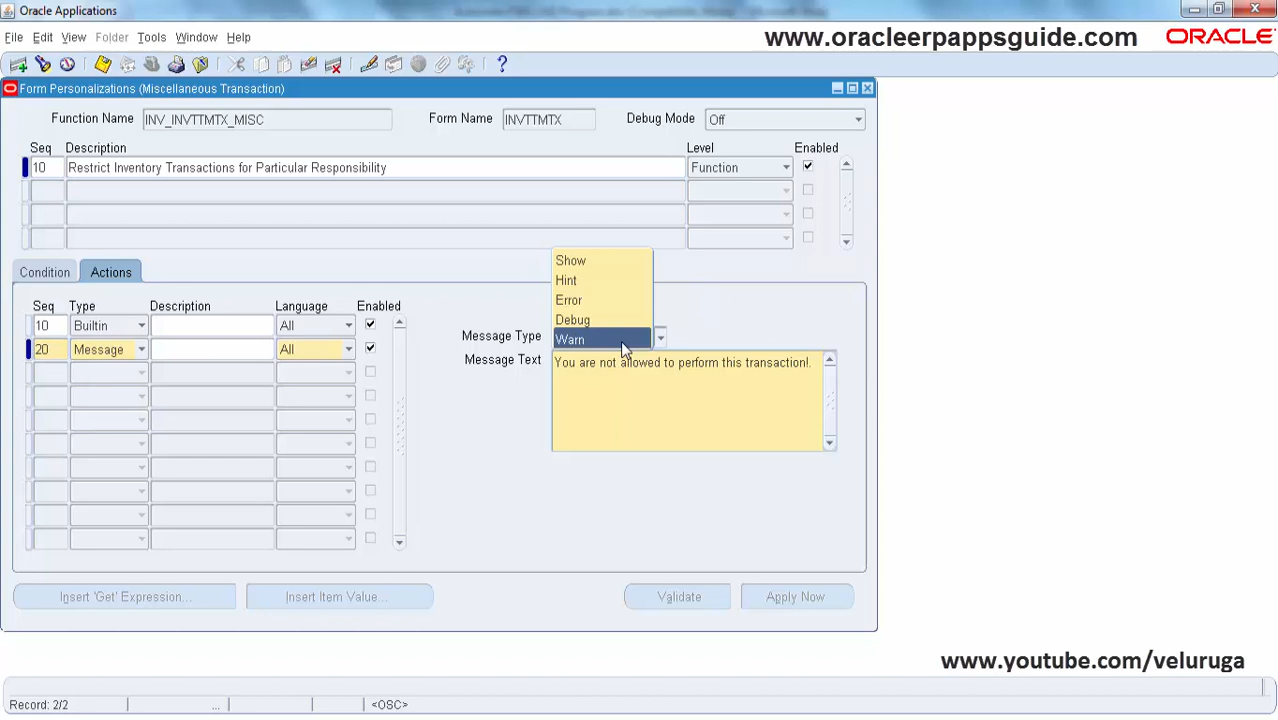 Oracle Applications
File Edit View Folder Tools Window Help
www.oracleerpappsguide.com ORACLE
Form Personalizations (Miscellaneous Transaction)
Function Name INV_INVTTMTX_MISC Form Name INVTTMTX Debug Mode Off
Seq Description Level Enabled
10 Restrict Inventory Transactions for Particular Responsibility Function
Condition Actions
Seq Type Description Language Enabled
10 Builtin All
20 Message All
Show
Hint
Error
Debug
Message Type Warn
Message Text You are not allowed to perform this transaction!.
Insert 'Get' Expression... Insert Item Value... Validate Apply Now
www.youtube.com/veluruga
Record: 2/2 ... <OSC>